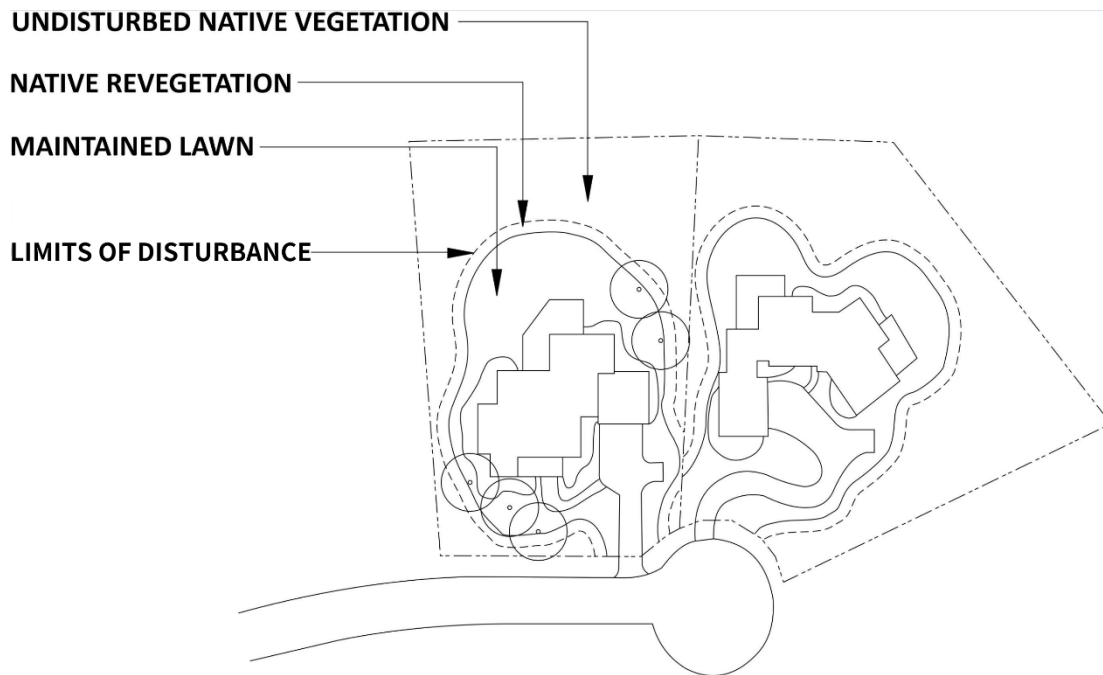 UNDISTURBED NATIVE VEGETATION
NATIVE REVEGETATION
MAINTAINED LAWN
LIMITS OF DISTURBANCE